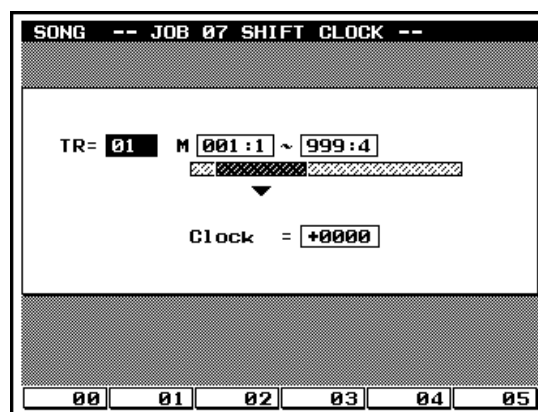 SONG -- JOB 07 SHIFT CLOCK --
TR= 01 M 001:1 ~ 999:4
Clock = +0000
00 01 02 03 04 05